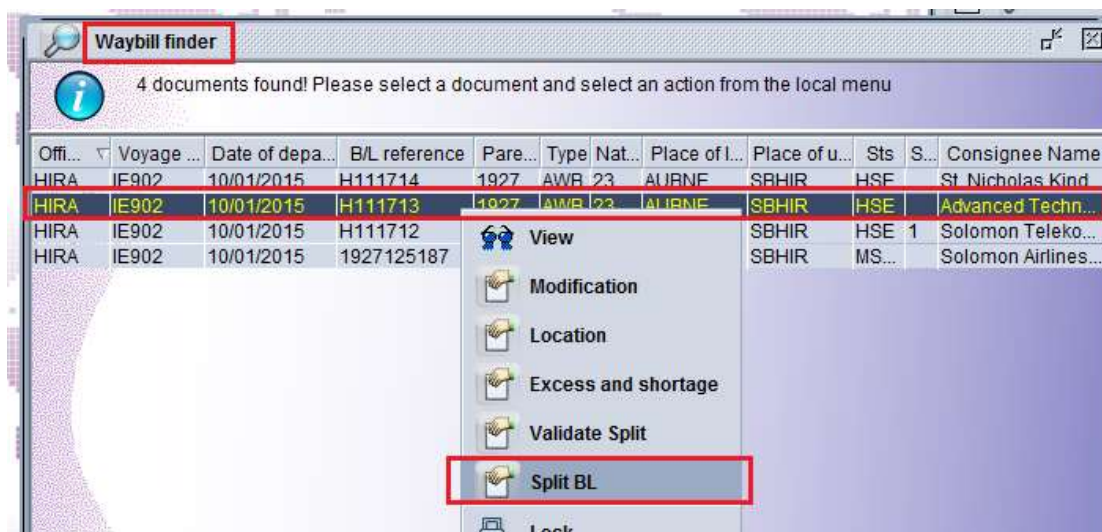 Waybill finder
4 documents found! Please select a document and select an action from the local menu
Offi... Voyage ... Date of depa... B/L reference Pare... Type Nat... Place of l... Place of u... Sts S... Consignee Name
HIRA IE902 10/01/2015 H111714 1927 AWB 23 AUBNE SBHIR HSE St. Nicholas Kind...
HIRA IE902 10/01/2015 H111713 1927 AWB 23 AUBNE SBHIR HSE Advanced Techn...
HIRA IE902 10/01/2015 H111712 SBHIR HSE 1 Solomon Teleko...
HIRA IE902 10/01/2015 1927125187 SBHIR MS... Solomon Airlines...
View
Modification
Location
Excess and shortage
Validate Split
Split BL
Lock